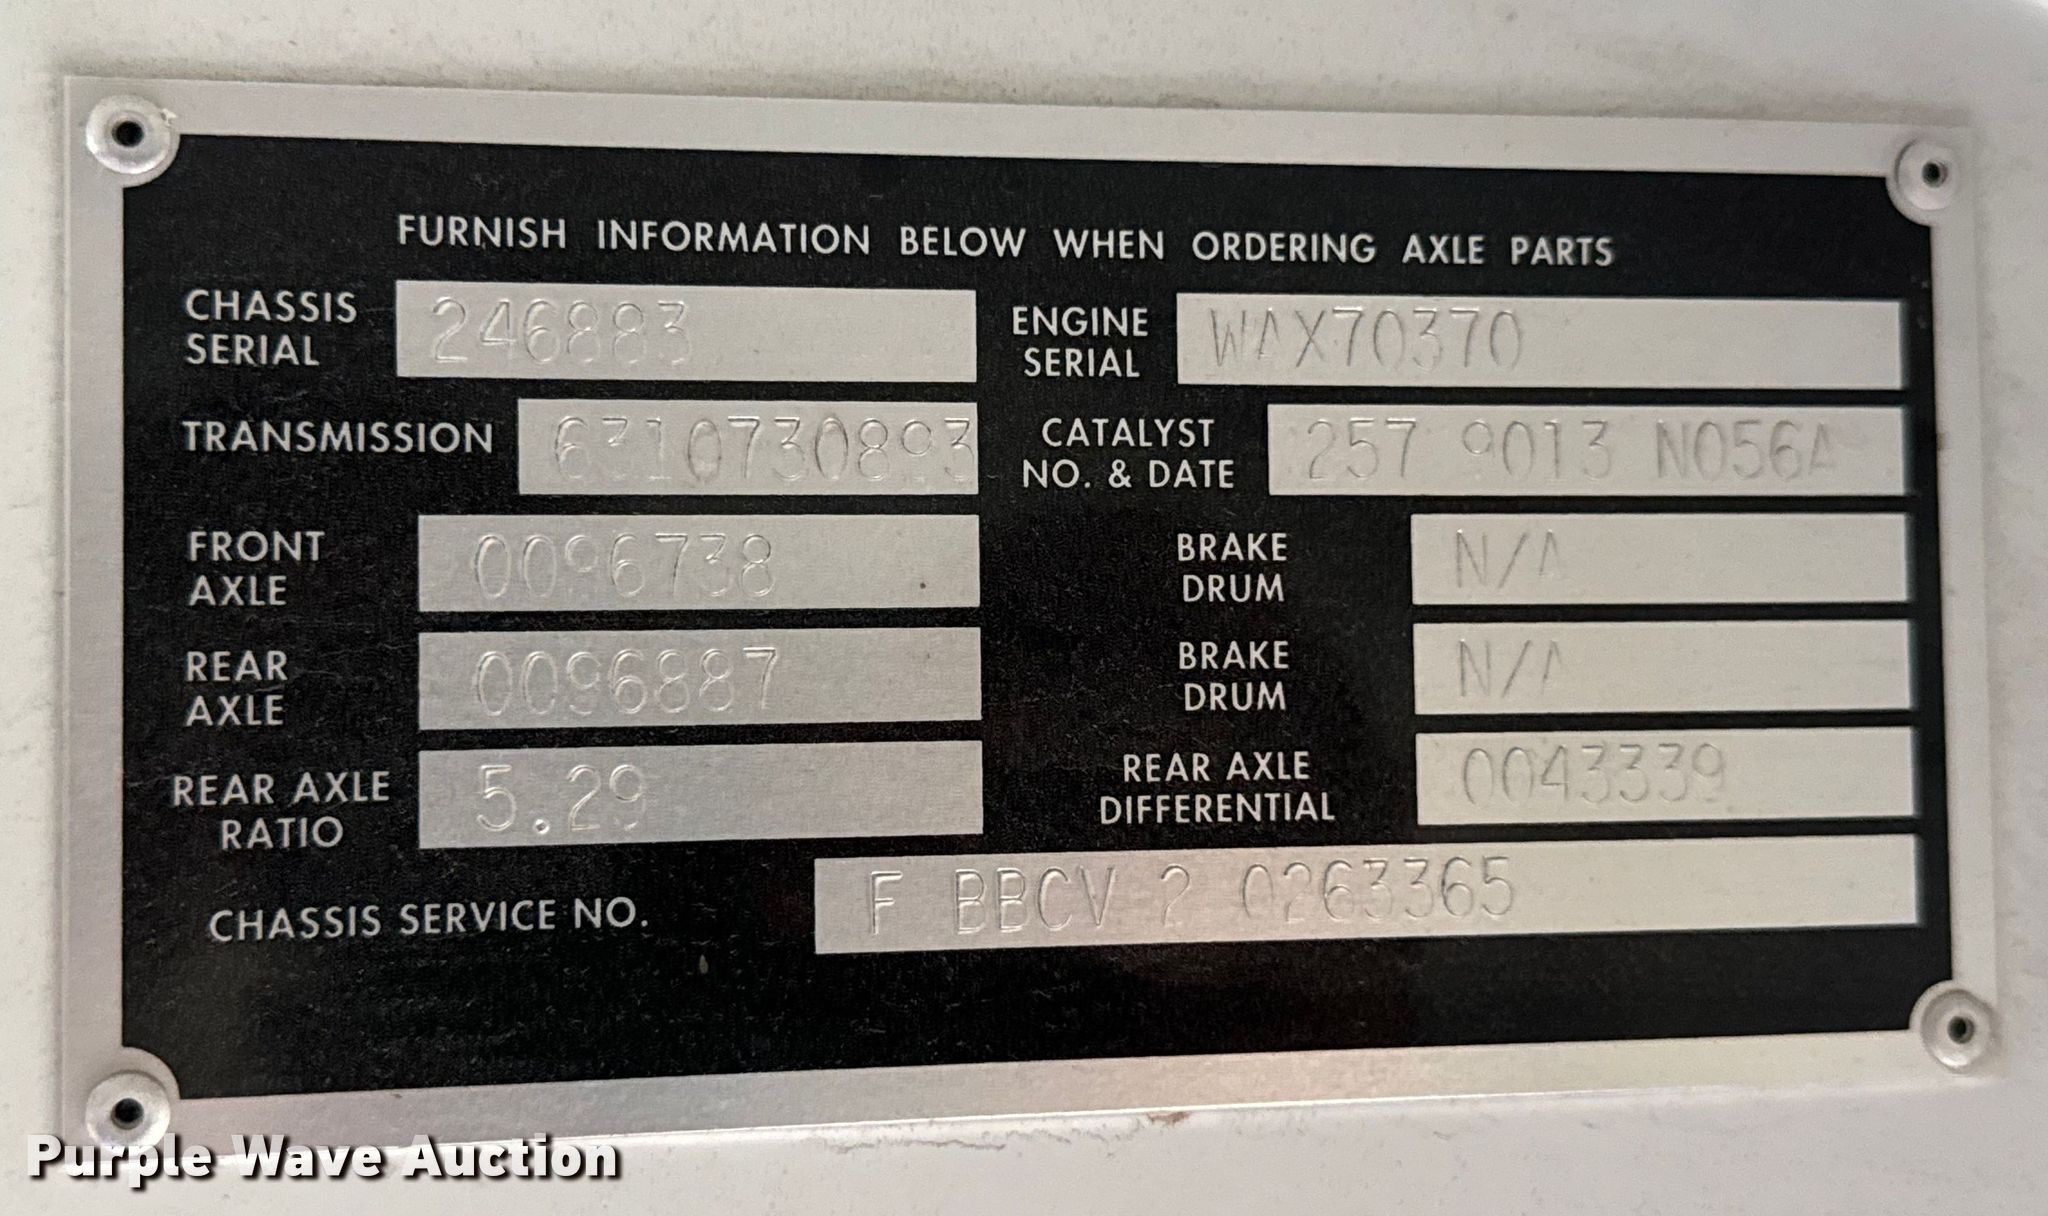 FURNISH INFORMATION BELOW WHEN ORDERING AXLE PARTS
CHASSIS SERIAL 246883
ENGINE SERIAL WAX70370
TRANSMISSION 6310730893
CATALYST NO. & DATE 257 9013 N056A
FRONT AXLE 0096738
BRAKE DRUM N/A
REAR AXLE 0096887
BRAKE DRUM N/A
REAR AXLE RATIO 5.29
REAR AXLE DIFFERENTIAL 0043339
CHASSIS SERVICE NO. F BBCV 2 0263365
Purple Wave Auction